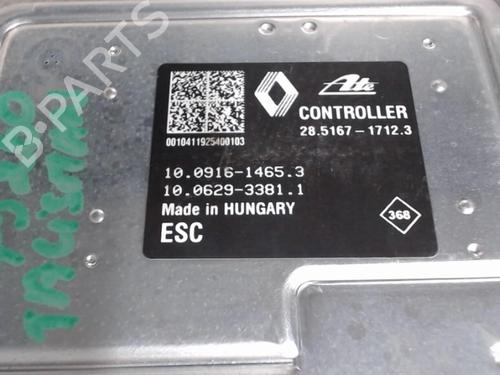 B-PARTS
Ate
CONTROLLER
28.5167-1712.3
0010411925400103
10.0916-1465.3
10.0629-3381.1
Made in HUNGARY
ESC
368